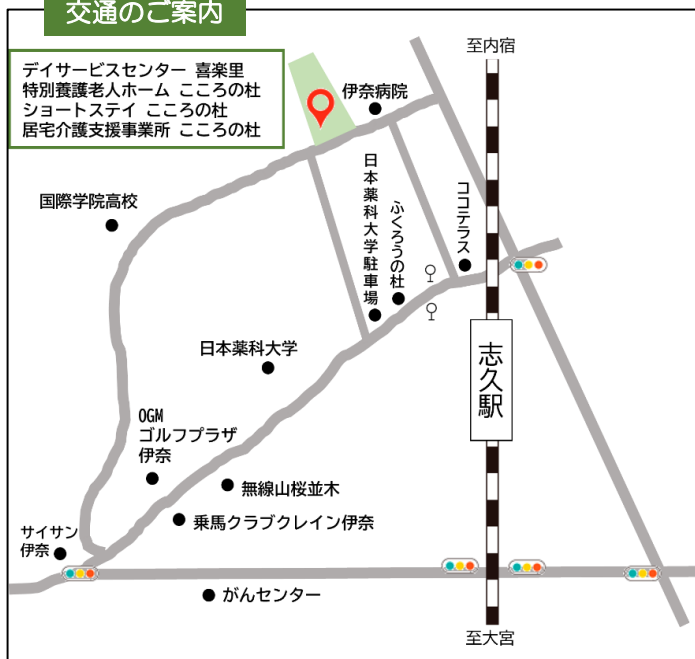 交通のご案内
至内宿
デイサービスセンター 喜楽里
特別養護老人ホーム こころの杜
ショートステイ こころの杜
居宅介護支援事業所 こころの杜
伊奈病院
国際学院高校
日本薬科大学駐車場
ふくろうの杜
ココテラス
日本薬科大学
志久駅
OGM
ゴルフプラザ
伊奈
無線山桜並木
乗馬クラブクレイン伊奈
サイサン
伊奈
がんセンター
至大宮